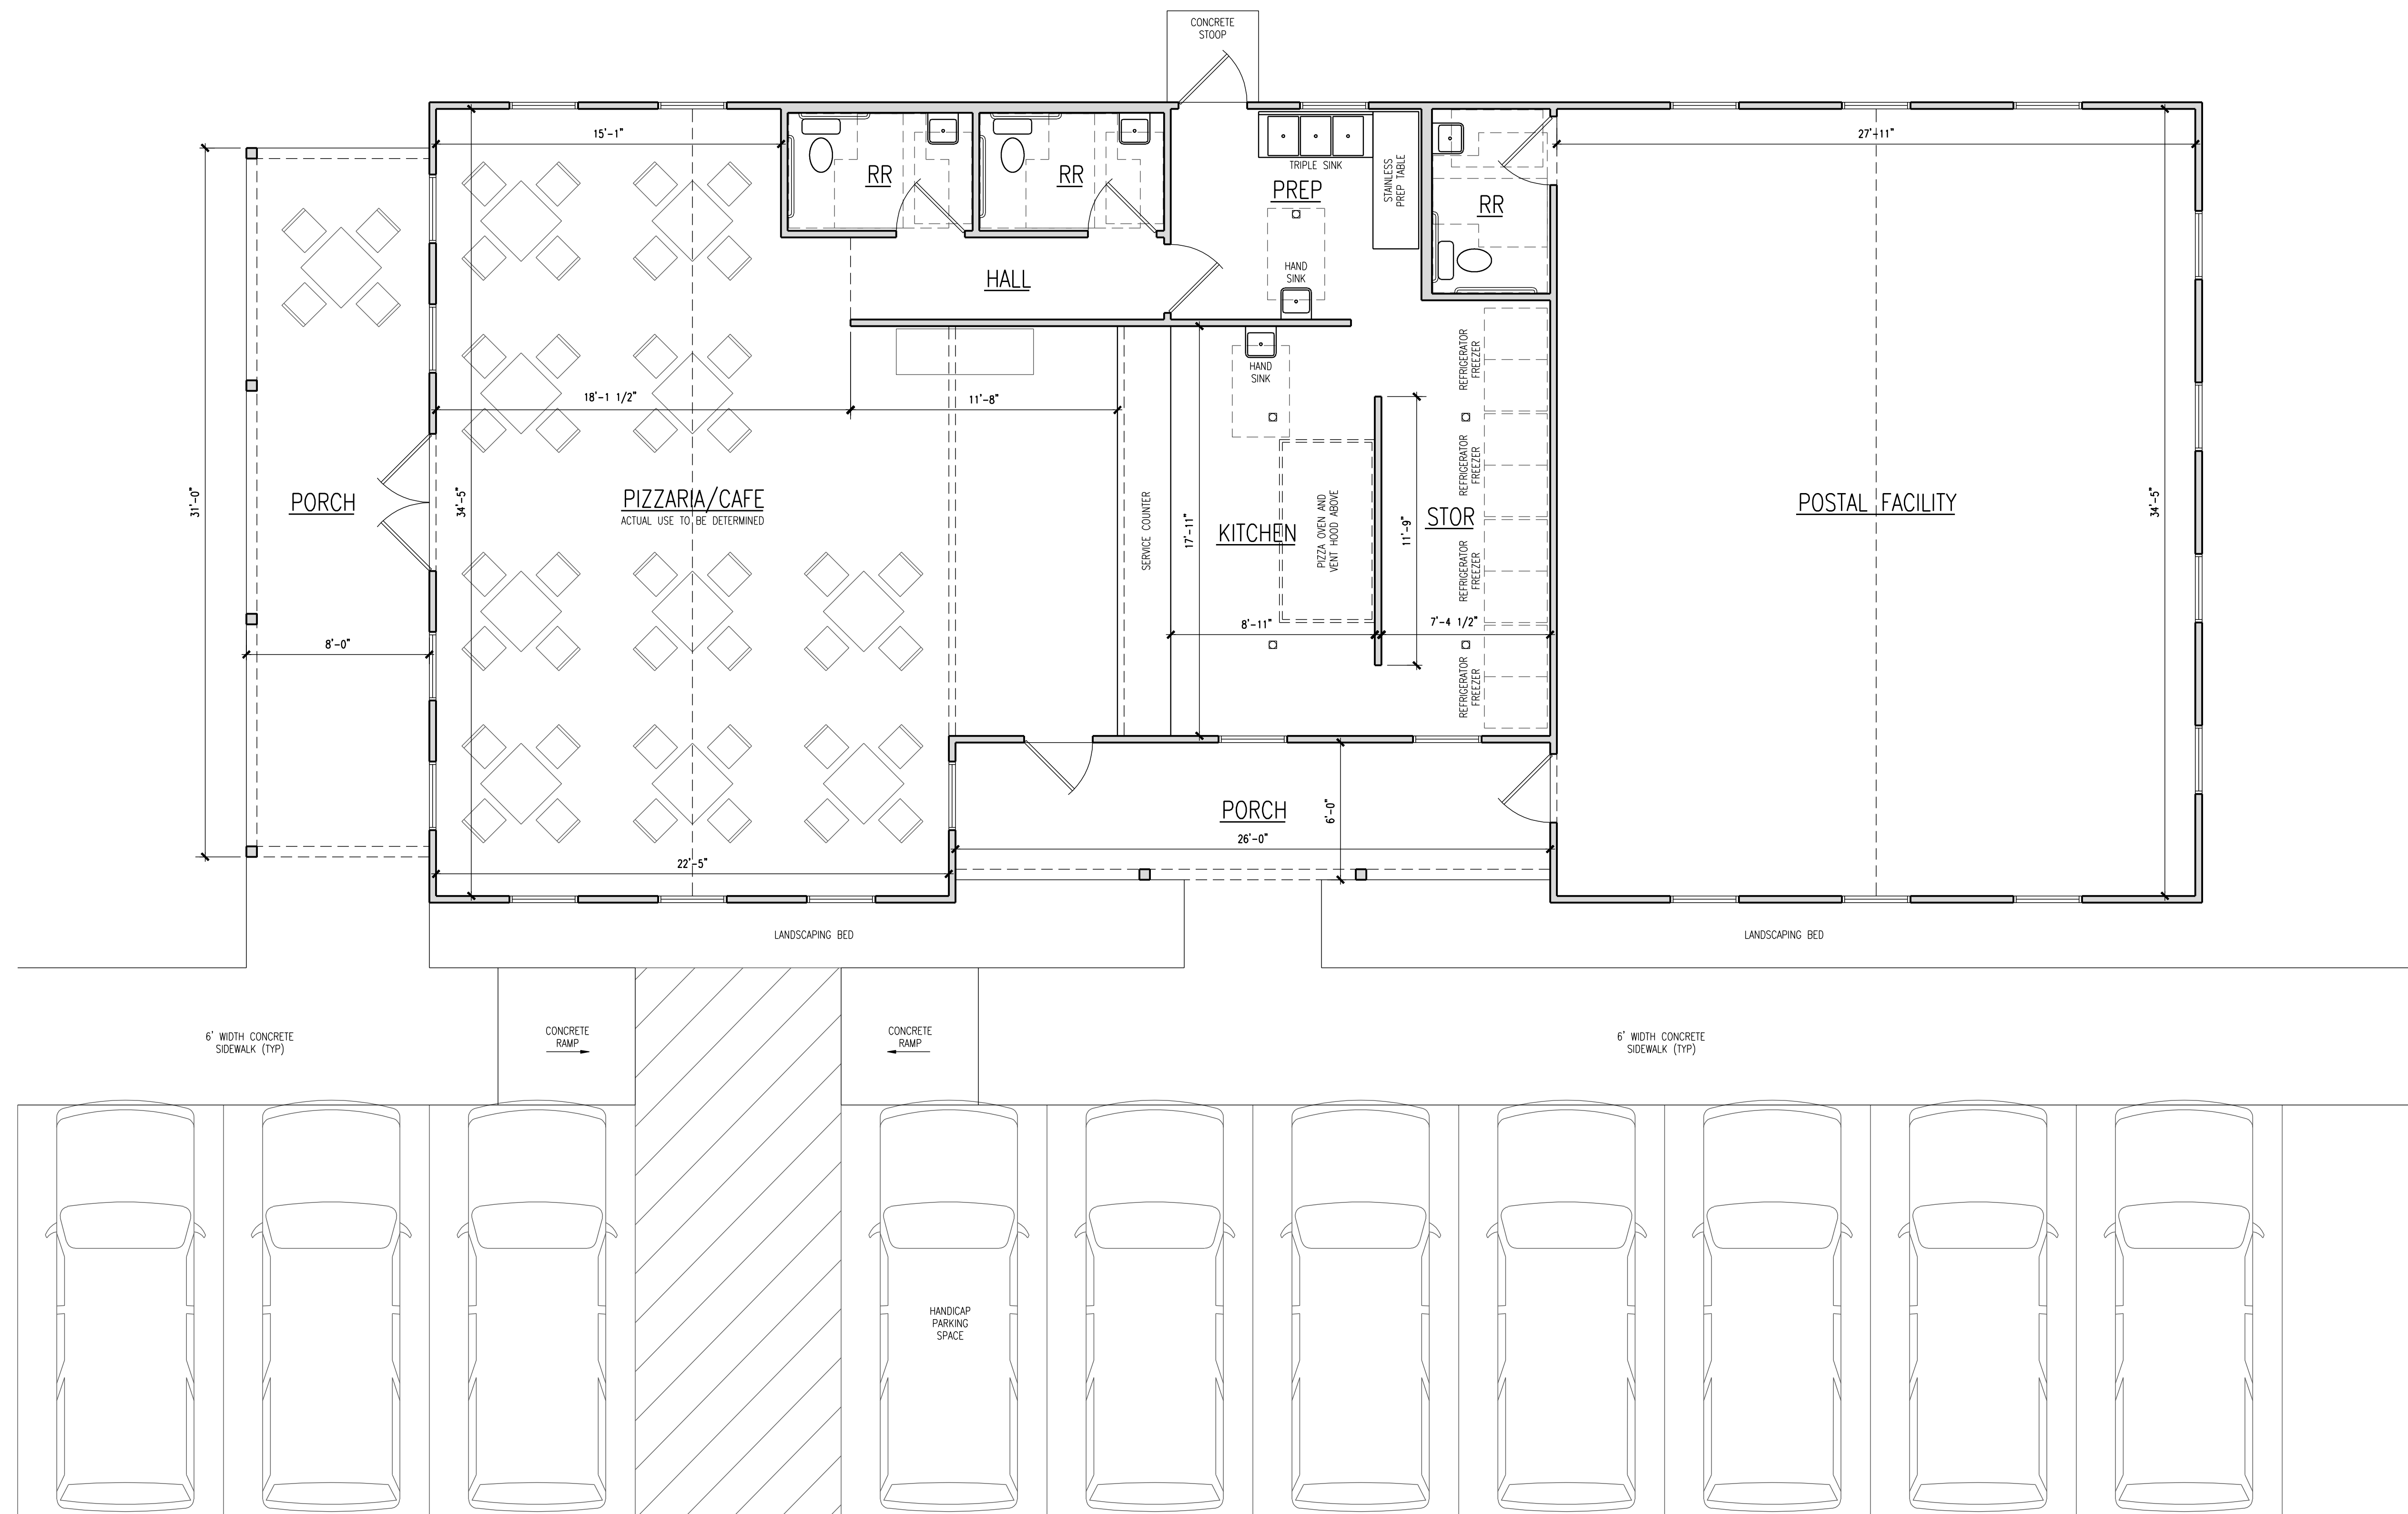 CONCRETE
STOOP
15'-1"
27'-11"
TRIPLE SINK
STAINLESS
PREP TABLE
RR
RR
PREP
RR
HAND
SINK
HALL
HAND
SINK
REFRIGERATOR
FREEZER
18'-1 1/2"
11'-8"
REFRIGERATOR
FREEZER
31'-0"
PORCH
34'-5"
PIZZARIA/CAFE
ACTUAL USE TO BE DETERMINED
SERVICE COUNTER
17'-11"
KITCHEN
PIZZA OVEN AND
VENT HOOD ABOVE
11'-9"
STOR
POSTAL FACILITY
34'-5"
REFRIGERATOR
FREEZER
8'-0"
8'-11"
7'-4 1/2"
REFRIGERATOR
FREEZER
PORCH
6'-0"
26'-0"
22'-5"
LANDSCAPING BED
LANDSCAPING BED
6' WIDTH CONCRETE
SIDEWALK (TYP)
CONCRETE
RAMP
CONCRETE
RAMP
6' WIDTH CONCRETE
SIDEWALK (TYP)
HANDICAP
PARKING
SPACE